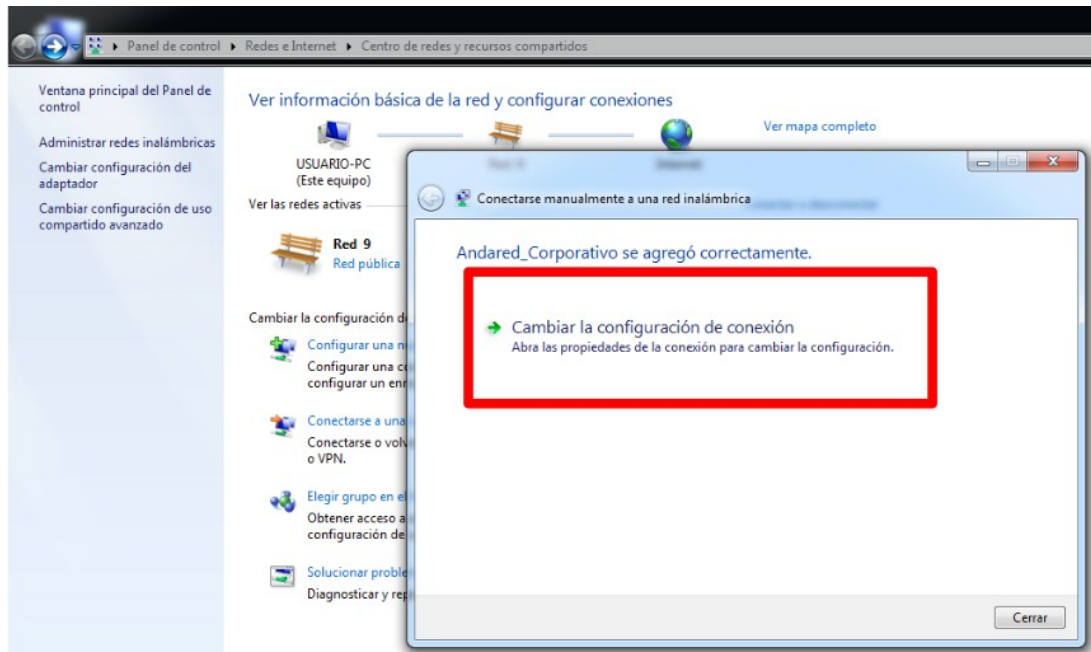 Panel de control ▸ Redes e Internet ▸ Centro de redes y recursos compartidos
Ventana principal del Panel de
control
Administrar redes inalámbricas
Cambiar configuración del
adaptador
Cambiar configuración de uso
compartido avanzado
Ver información básica de la red y configurar conexiones
Ver mapa completo
USUARIO-PC
(Este equipo)
Ver las redes activas
Red 9
Red pública
Cambiar la configuración d
Configurar una n
Configurar una c
configurar un enr
Conectarse a una
Conectarse o volv
o VPN.
Elegir grupo en el
Obtener acceso a
configuración de
Solucionar proble
Diagnosticar y rep
Conectarse manualmente a una red inalámbrica
Andared_Corporativo se agregó correctamente.
Cambiar la configuración de conexión
Abra las propiedades de la conexión para cambiar la configuración.
Cerrar